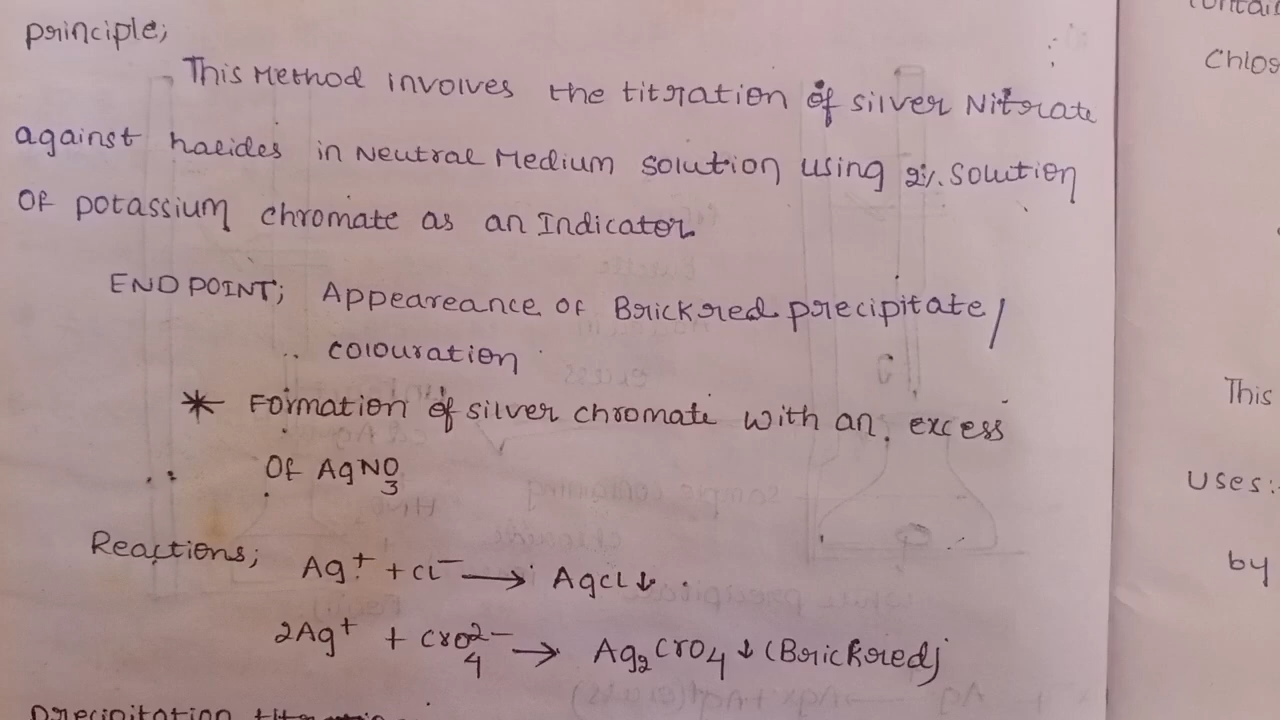 principle;
This Method involves the titration of silver Nitrate
against halides in Neutral Medium solution using 2%. solution
Of potassium chromate as an Indicator
END POINT; Appeareance of Brickred precipitate /
colouration
* Formation of silver chromate with an excess
Of AgNO3
Reactions; Ag+ + Cl- → AgCl↓
2Ag+ + CrO4 2- → Ag2CrO4 ↓ (Brickred)
Precipitation
Chlo
This
Uses:
by